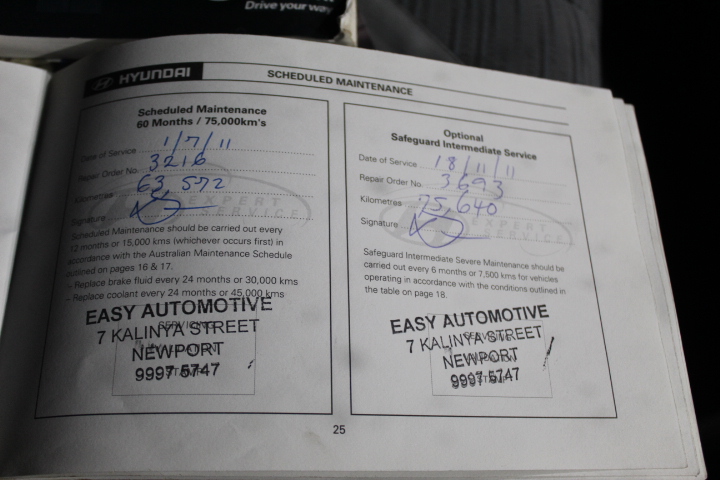 Drive your way
HYUNDAI
SCHEDULED MAINTENANCE
Scheduled Maintenance
60 Months / 75,000km's
Date of Service 1/7/11
Repair Order No. 3216
Kilometres 63,572
Signature
EXPERT
SERVICE
Scheduled Maintenance should be carried out every
12 months or 15,000 kms (whichever occurs first) in
accordance with the Australian Maintenance Schedule
outlined on pages 16 & 17.
– Replace brake fluid every 24 months or 30,000 kms
– Replace coolant every 24 months or 45,000 kms
EASY AUTOMOTIVE
SERVICING
7 KALINYA STREET
NEWPORT
9997 5747
STAMP
Optional
Safeguard Intermediate Service
Date of Service 18/11/11
Repair Order No. 3693
Kilometres 75,640
Signature
EXPERT
SERVICE
Safeguard Intermediate Severe Maintenance should be
carried out every 6 months or 7,500 kms for vehicles
operating in accordance with the conditions outlined in
the table on page 18.
EASY AUTOMOTIVE
7 KALINYA STREET
NEWPORT
9997 5747
25